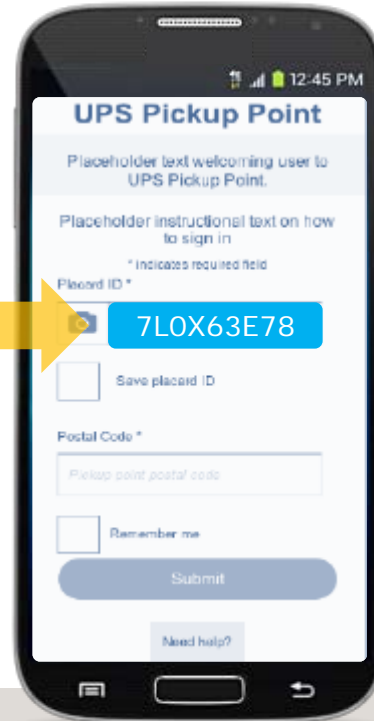 12:45 PM
UPS Pickup Point
Placeholder text welcoming user to
UPS Pickup Point.
Placeholder instructional text on how
to sign in
* indicates required field
Placard ID *
7L0X63E78
Save placard ID
Postal Code *
Pickup point postal code
Remember me
Submit
Need help?